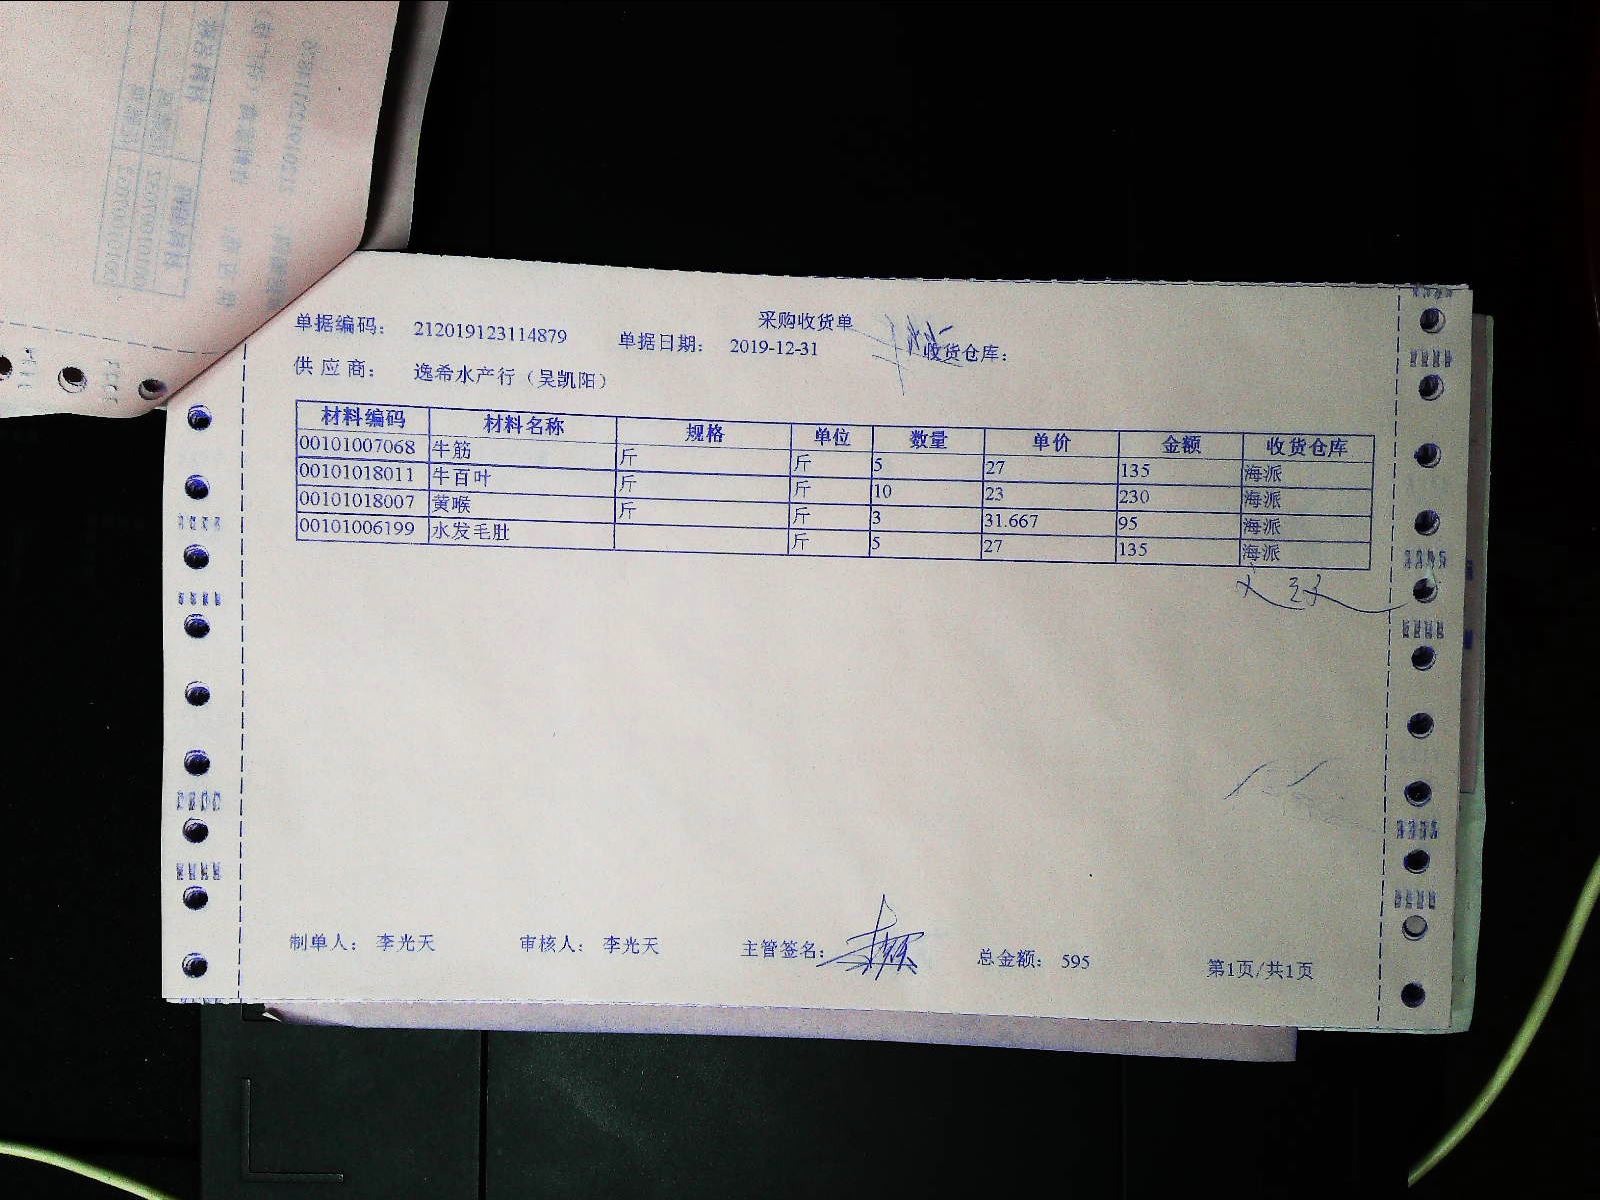 采购收货单
单据编码： 212019123114879 单据日期： 2019-12-31 收货仓库：
供 应 商： 逸希水产行（吴凯阳）
材料编码 材料名称 规格 单位 数量 单价 金额 收货仓库
00101007068 牛筋 斤 斤 5 27 135 海派
00101018011 牛百叶 斤 斤 10 23 230 海派
00101018007 黄喉 斤 斤 3 31.667 95 海派
00101006199 水发毛肚 斤 5 27 135 海派
制单人： 李光天 审核人： 李光天 主管签名： 总金额： 595 第1页/共1页